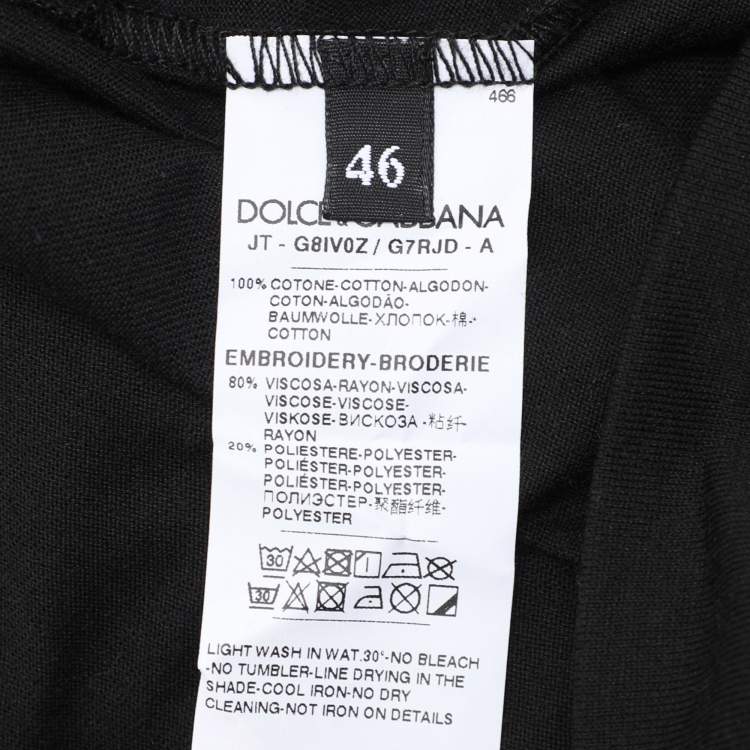 466
46
DOLCE&GABBANA
JT - G8IV0Z / G7RJD - A
100% COTONE-COTTON-ALGODON-
COTON-ALGODÃO-
BAUMWOLLE-ХЛОПОК-棉-
COTTON
EMBROIDERY-BRODERIE
80% VISCOSA-RAYON-VISCOSA-
VISCOSE-VISCOSE-
VISKOSE-ВИСКОЗА-粘纤-
RAYON
20% POLIESTERE-POLYESTER-
POLIÉSTER-POLYESTER-
POLIÉSTER-POLYESTER-
ПОЛИЭСТЕР-聚酯纤维-
POLYESTER
30
30
LIGHT WASH IN WAT.30°-NO BLEACH
-NO TUMBLER-LINE DRYING IN THE
SHADE-COOL IRON-NO DRY
CLEANING-NOT IRON ON DETAILS